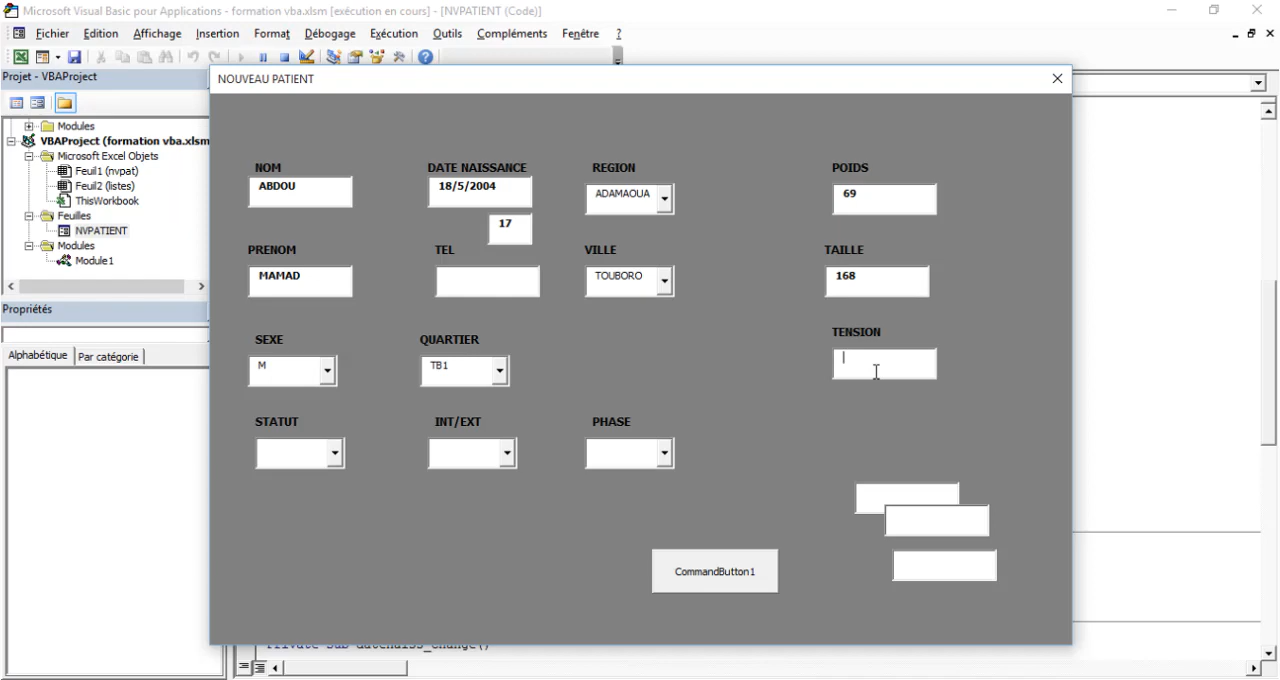 Microsoft Visual Basic pour Applications - formation vba.xlsm [exécution en cours] - [NVPATIENT (Code)]
Fichier Edition Affichage Insertion Format Débogage Exécution Outils Compléments Fenêtre ?
Projet - VBAProject
Modules
VBAProject (formation vba.xlsm
Microsoft Excel Objets
Feuil1 (nvpat)
Feuil2 (listes)
ThisWorkbook
Feuilles
NVPATIENT
Modules
Module1
Propriétés
Alphabétique Par catégorie
NOUVEAU PATIENT
NOM DATE NAISSANCE REGION POIDS
ABDOU 18/5/2004 ADAMAOUA 69
17
PRENOM TEL VILLE TAILLE
MAMAD TOUBORO 168
SEXE QUARTIER TENSION
M TB1
STATUT INT/EXT PHASE
CommandButton1
Private Sub datenaiss_change()